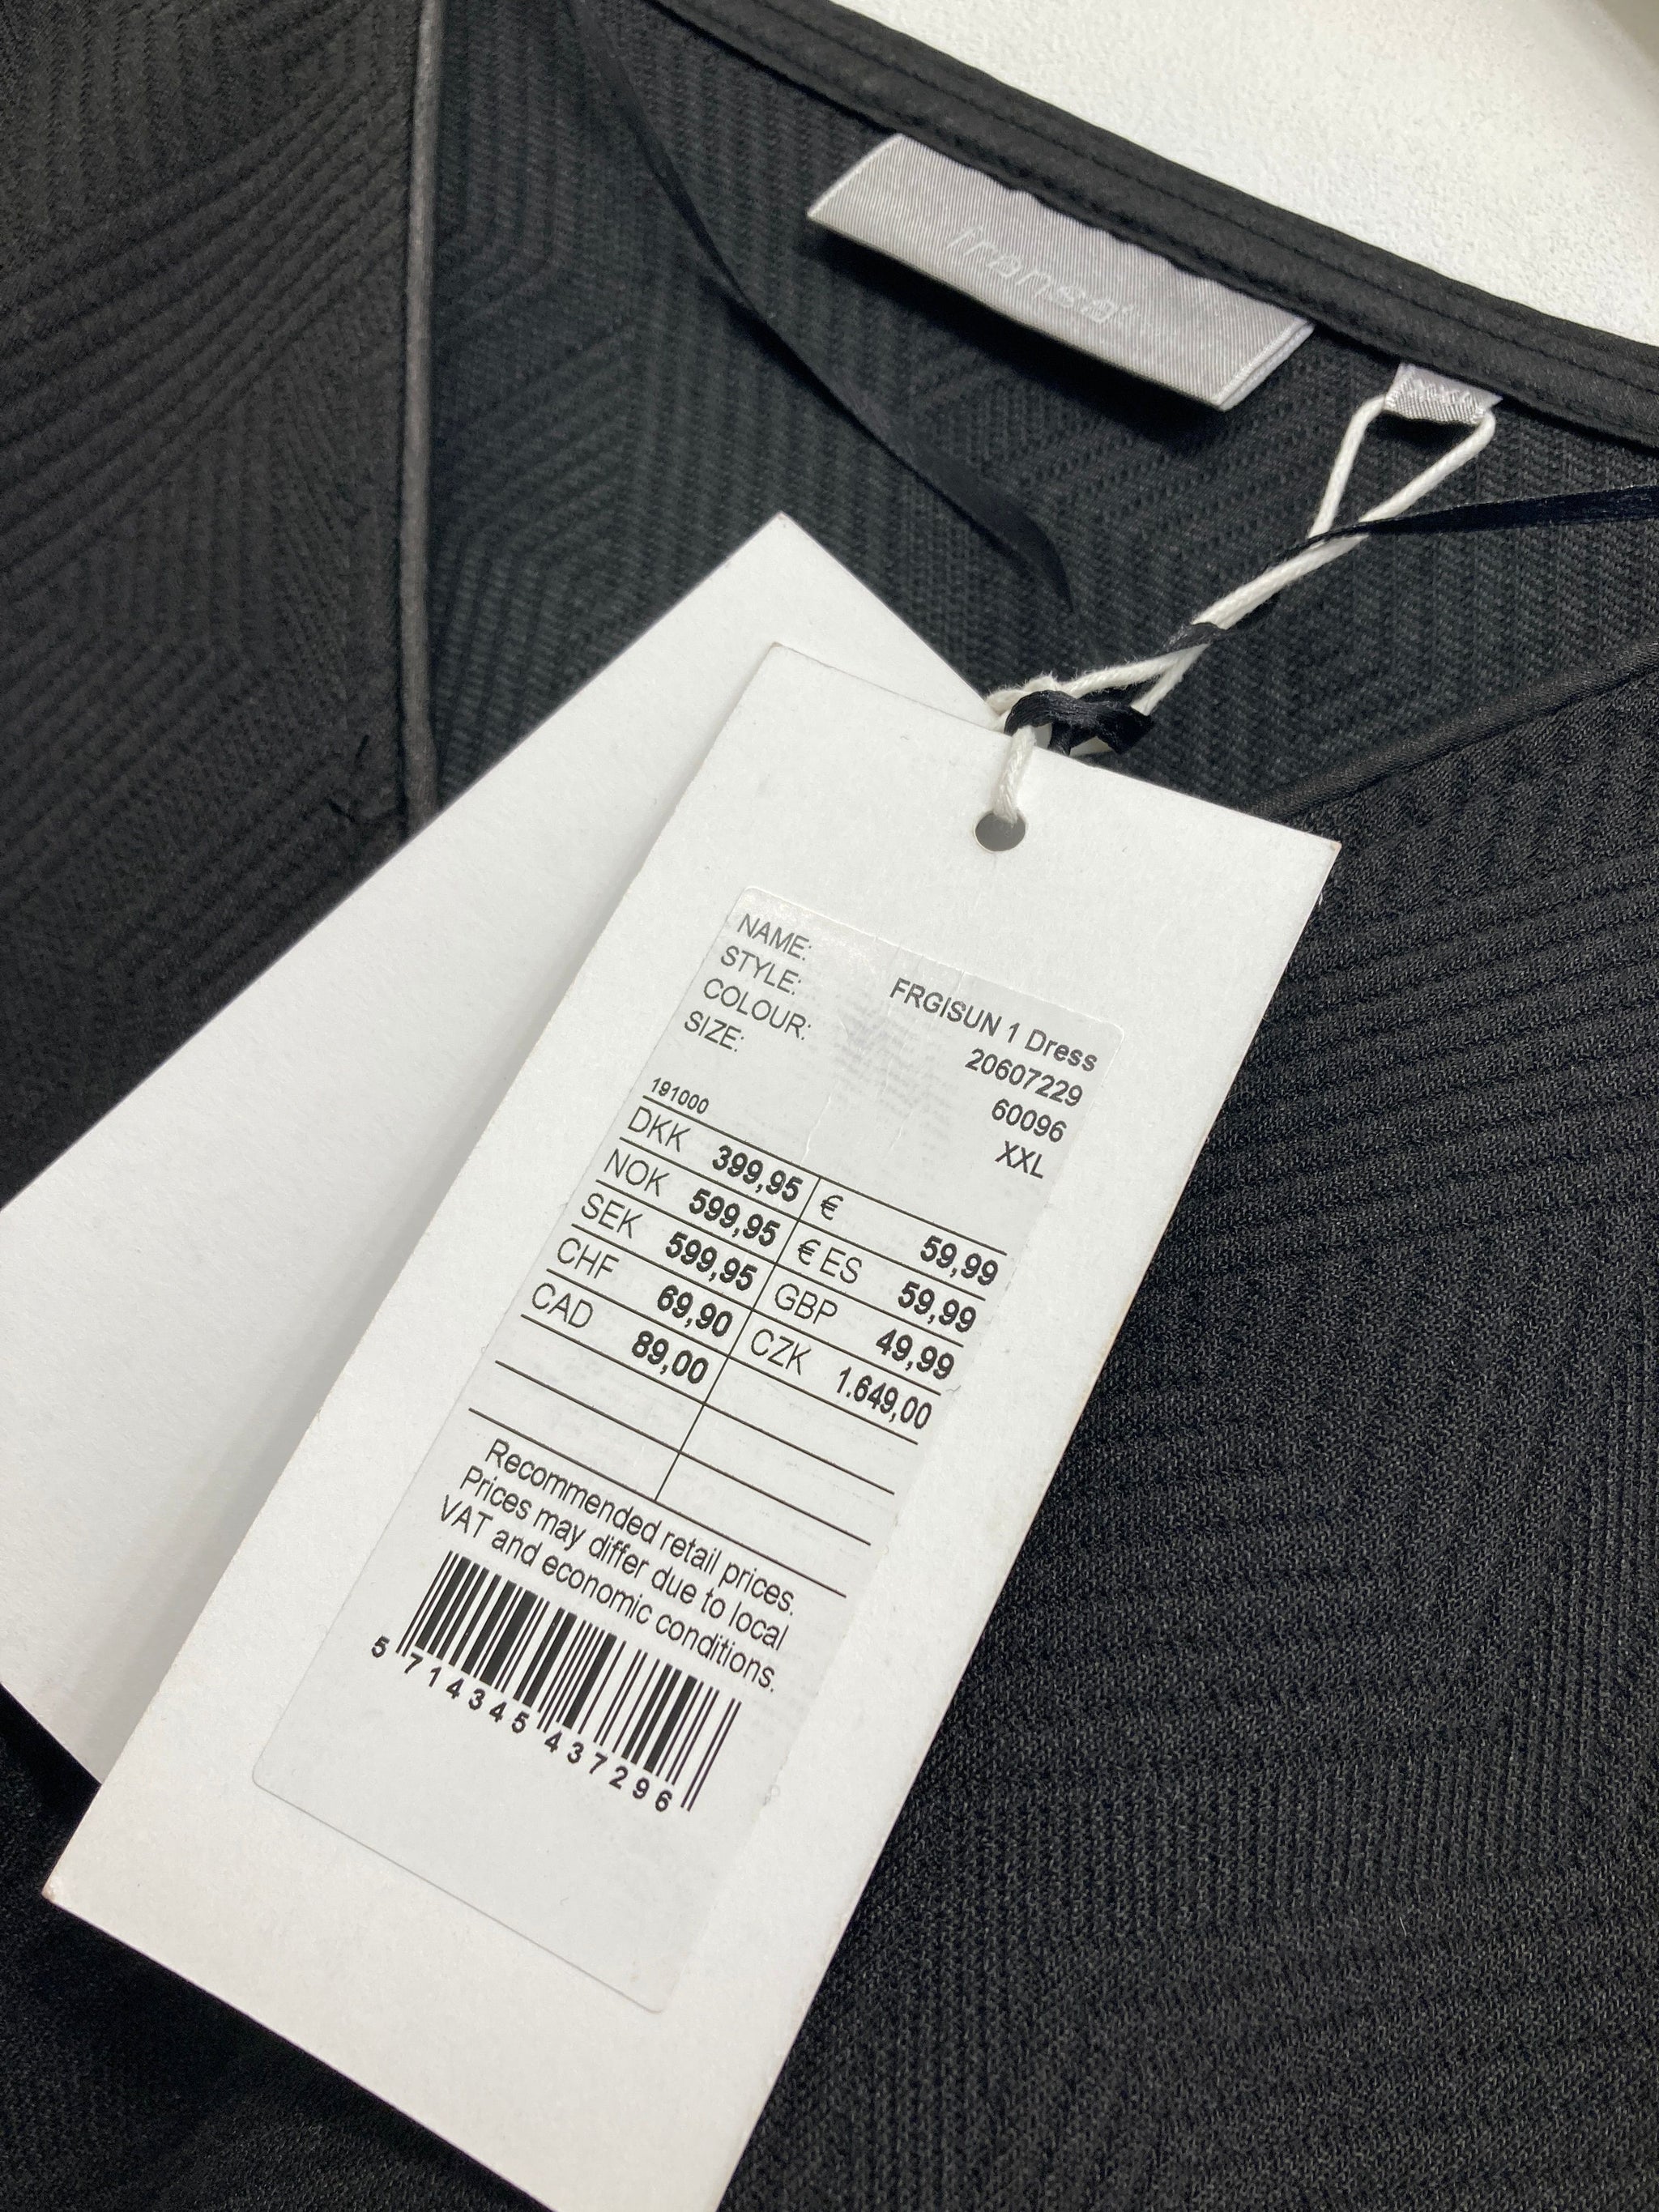 fransa
NAME: FRGISUN 1 Dress
STYLE: 20607229
COLOUR: 60096
SIZE: XXL
191000
DKK 399,95 € 59,99
NOK 599,95 € ES 59,99
SEK 599,95 GBP 49,99
CHF 69,90 CZK 1.649,00
CAD 89,00
Recommended retail prices.
Prices may differ due to local
VAT and economic conditions.
5 714345 437296